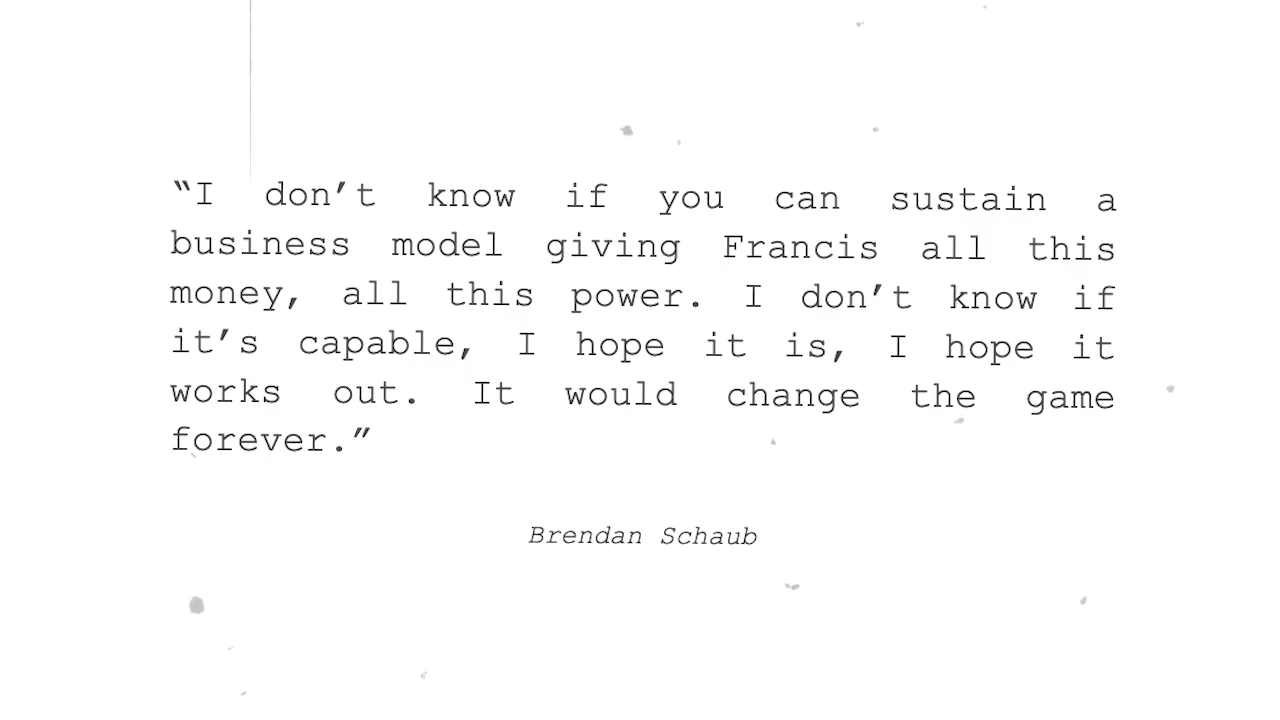 “I don’t know if you can sustain a
business model giving Francis all this
money, all this power. I don’t know if
it’s capable, I hope it is, I hope it
works out. It would change the game
forever.”
Brendan Schaub